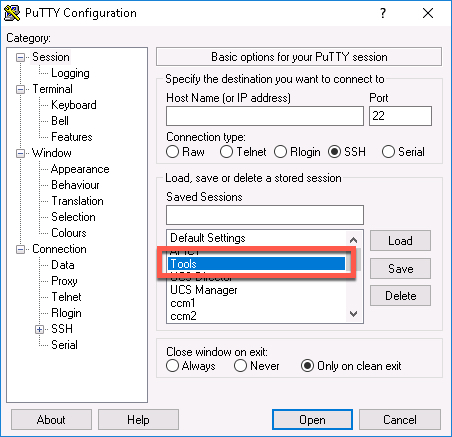 PuTTY Configuration
Category:
Session
Logging
Terminal
Keyboard
Bell
Features
Window
Appearance
Behaviour
Translation
Selection
Colours
Connection
Data
Proxy
Telnet
Rlogin
SSH
Serial
Basic options for your PuTTY session
Specify the destination you want to connect to
Host Name (or IP address) Port
22
Connection type:
Raw Telnet Rlogin SSH Serial
Load, save or delete a stored session
Saved Sessions
Default Settings
Tools
UCS Director
UCS Manager
ccm1
ccm2
Load
Save
Delete
Close window on exit:
Always Never Only on clean exit
About Help Open Cancel